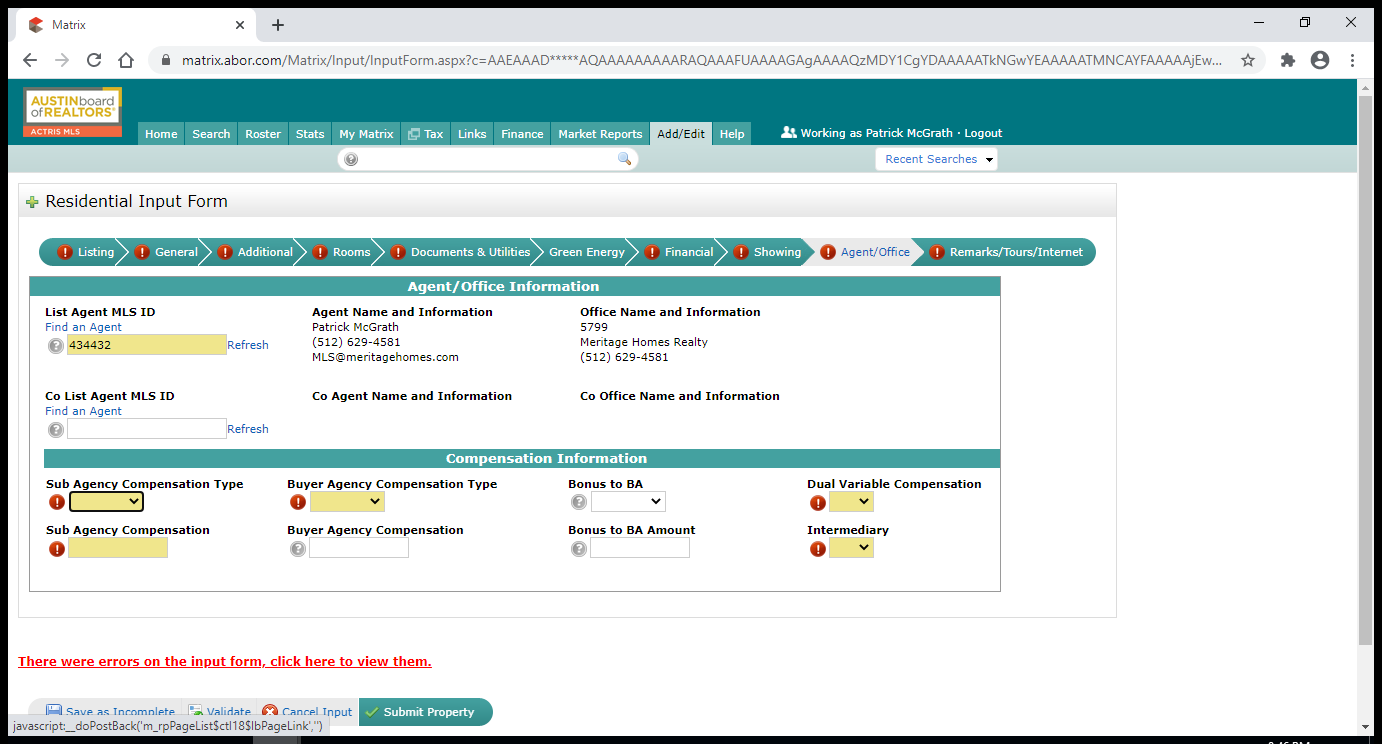 Matrix
matrix.abor.com/Matrix/Input/InputForm.aspx?c=AAEAAAD*****AQAAAAAAAAARAQAAAFUAAAAGAgAAAAQzMDY1CgYDAAAAATkNGwYEAAAAATMNCAYFAAAAAjEw...
AUSTINboard
ofREALTORS®
ACTRIS MLS
Home Search Roster Stats My Matrix Tax Links Finance Market Reports Add/Edit Help Working as Patrick McGrath · Logout
Recent Searches
Residential Input Form
Listing General Additional Rooms Documents & Utilities Green Energy Financial Showing Agent/Office Remarks/Tours/Internet
Agent/Office Information
List Agent MLS ID Agent Name and Information Office Name and Information
Find an Agent Patrick McGrath 5799
434432 Refresh (512) 629-4581 Meritage Homes Realty
MLS@meritagehomes.com (512) 629-4581
Co List Agent MLS ID Co Agent Name and Information Co Office Name and Information
Find an Agent
Refresh
Compensation Information
Sub Agency Compensation Type Buyer Agency Compensation Type Bonus to BA Dual Variable Compensation
Sub Agency Compensation Buyer Agency Compensation Bonus to BA Amount Intermediary
There were errors on the input form, click here to view them.
Save as Incomplete Validate Cancel Input Submit Property
javascript:__doPostBack('m_rpPageList$ctl18$lbPageLink','')